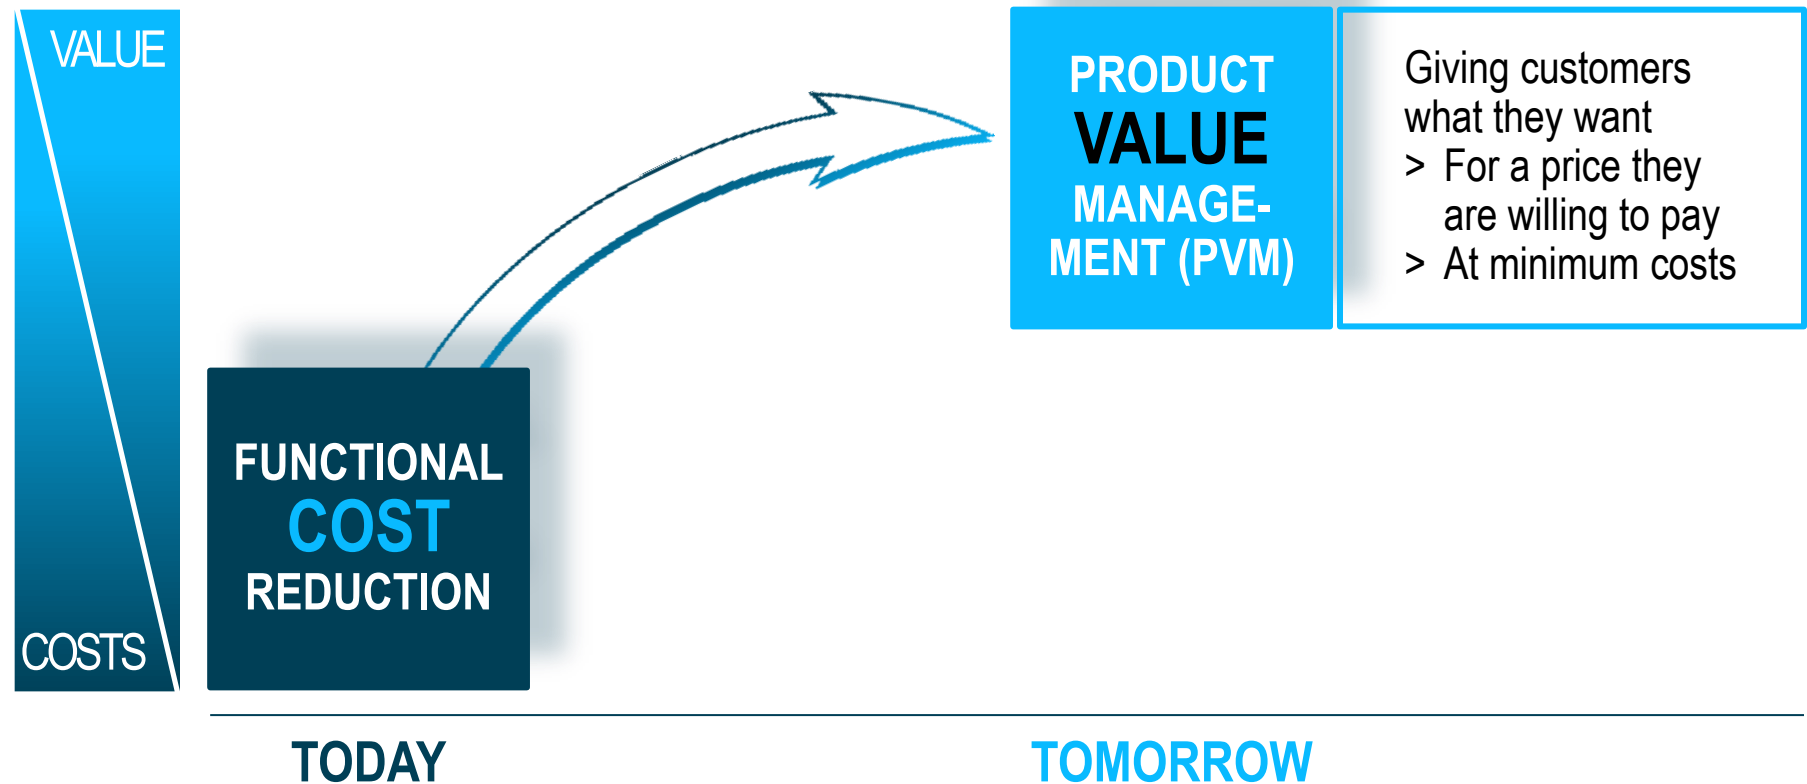 VALUE
COSTS
FUNCTIONAL
COST
REDUCTION
PRODUCT
VALUE
MANAGE-
MENT (PVM)
Giving customers
what they want
> For a price they
are willing to pay
> At minimum costs
TODAY
TOMORROW